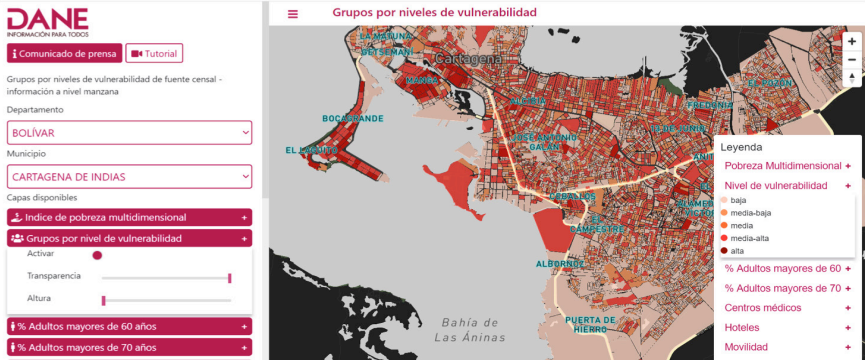 DANE
INFORMACIÓN PARA TODOS
Comunicado de prensa
Tutorial
Grupos por niveles de vulnerabilidad de fuente censal -
información a nivel manzana
Departamento
BOLÍVAR
Municipio
CARTAGENA DE INDIAS
Capas disponibles
Indice de pobreza multidimensional +
Grupos por nivel de vulnerabilidad +
Activar
Transparencia
Altura
% Adultos mayores de 60 años +
% Adultos mayores de 70 años +
Grupos por niveles de vulnerabilidad
LA MATUNA
GETSEMANÍ
Cartagena
MANGA
BOCAGRANDE
EL LAGUITO
ALCIBIA
EL POZÓN
FREDONIA
13 DE JUNIO
JOSE ANTONIO
GALÁN
CEBALLOS
EL
CAMPESTRE
ALBORNOZ
PUERTA DE
HIERRO
Bahía de
Las Áninas
+
−
Leyenda
Pobreza Multidimensional +
Nivel de vulnerabilidad +
baja
media-baja
media
media-alta
alta
% Adultos mayores de 60 +
% Adultos mayores de 70 +
Centros médicos +
Hoteles +
Movilidad +